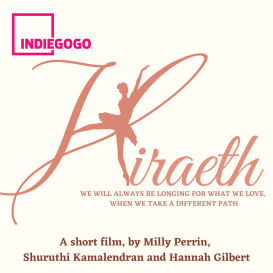 INDIEGOGO
Hiraeth
WE WILL ALWAYS BE LONGING FOR WHAT WE LOVE,
WHEN WE TAKE A DIFFERENT PATH
A short film, by Milly Perrin,
Shuruthi Kamalendran and Hannah Gilbert